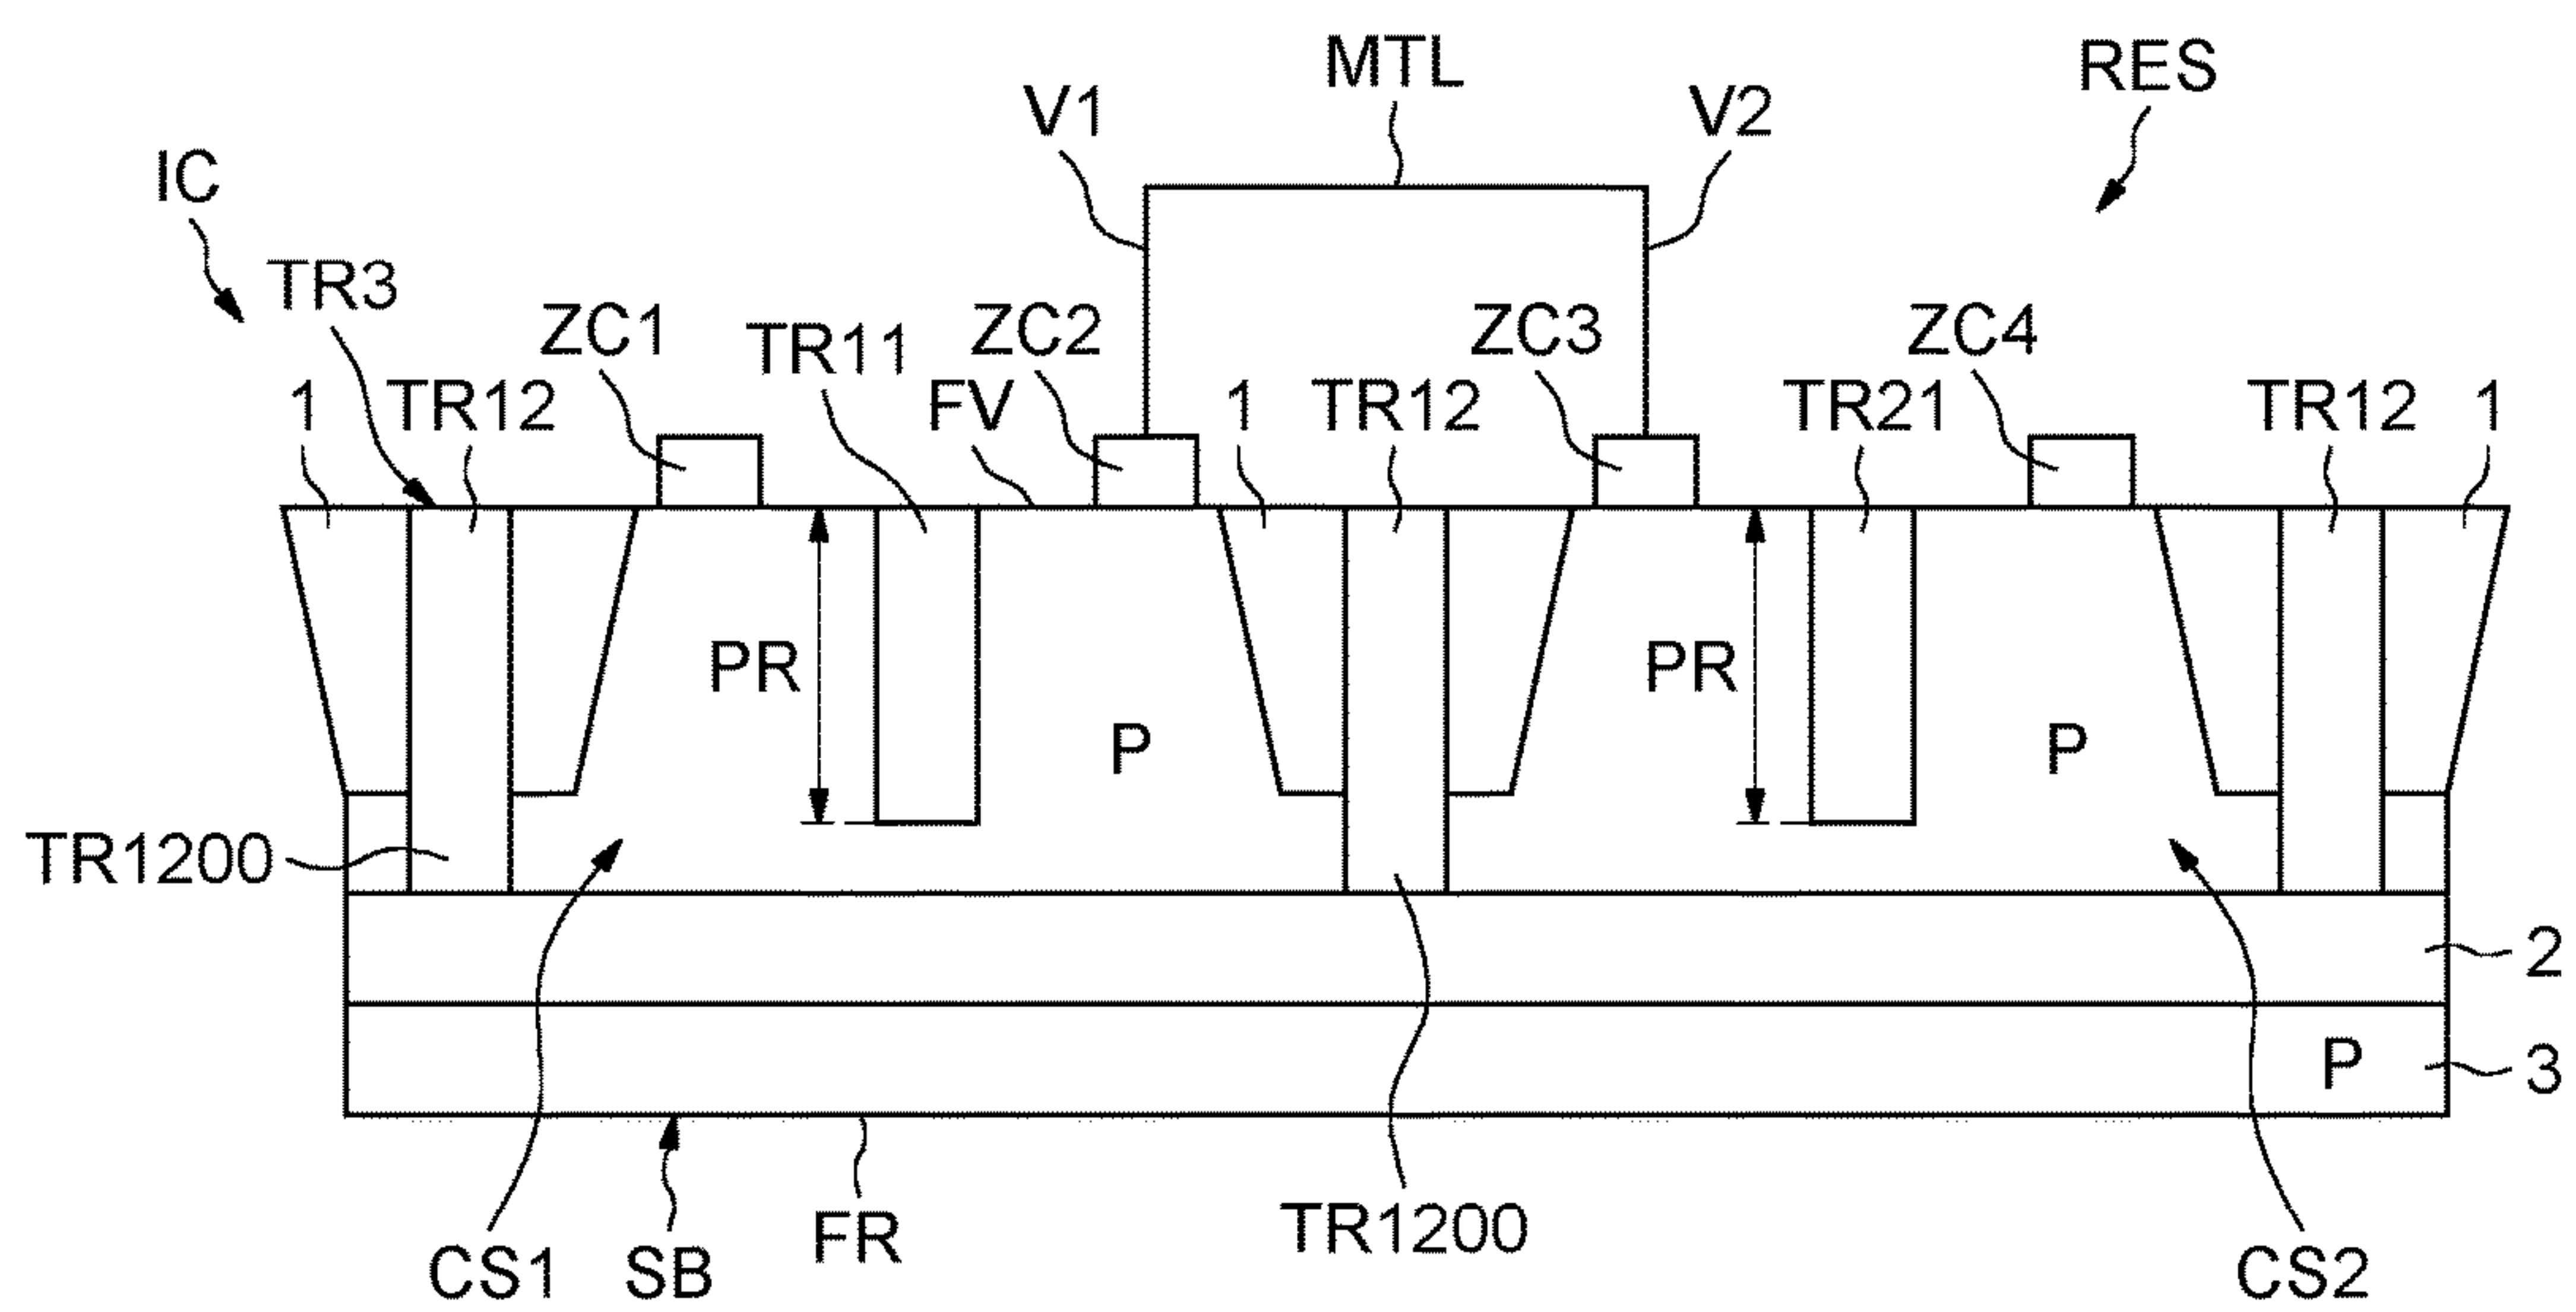 MTL
RES
V1
V2
IC
TR3
ZC1
TR11
ZC2
ZC3
ZC4
1
TR12
FV
1
TR12
TR21
TR12
1
PR
PR
P
P
TR1200
2
P
3
CS1
SB
FR
TR1200
CS2